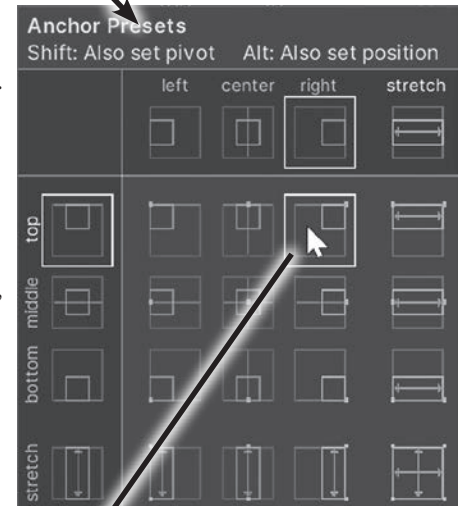 Anchor Presets
Shift: Also set pivot Alt: Also set position
left center right stretch
top
middle
bottom
stretch